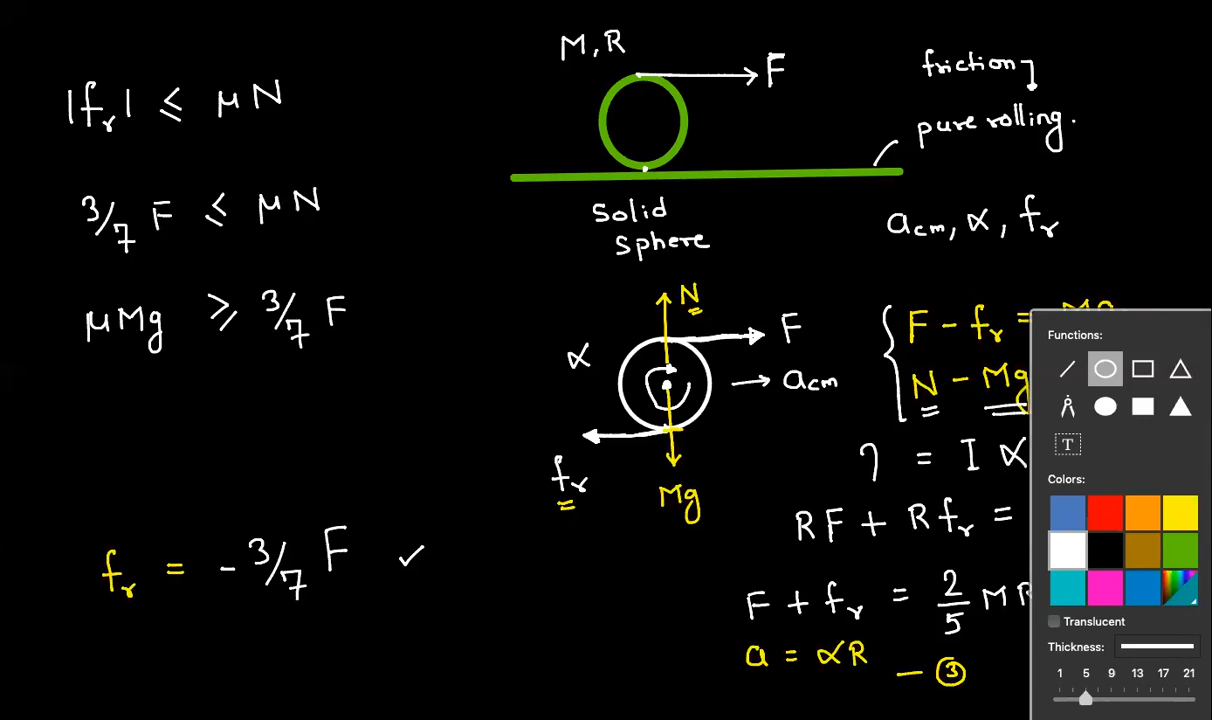 |fr| ≤ μN
3/7 F ≤ μN
μMg ≥ 3/7 F
fr = - 3/7 F ✓
M, R
F
friction
pure rolling.
Solid
Sphere
acm, α, fr
N
F
α
acm
fr
Mg
F - fr = 
N - Mg
τ = I α
RF + Rfr =
F + fr = 2/5 MR
a = αR - ③
Functions:
T
Colors:
Translucent
Thickness:
1 5 9 13 17 21